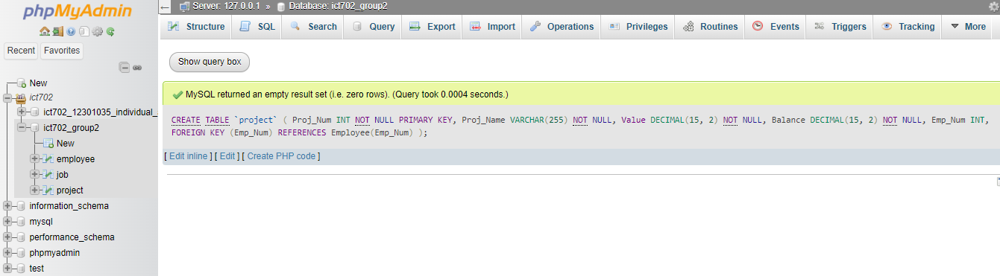 phpMyAdmin
Server: 127.0.0.1 » Database: ict702_group2
Structure SQL Search Query Export Import Operations Privileges Routines Events Triggers Tracking More
Recent Favorites
Show query box
New
ict702
MySQL returned an empty result set (i.e. zero rows). (Query took 0.0004 seconds.)
ict702_12301035_individual_
CREATE TABLE `project` ( Proj_Num INT NOT NULL PRIMARY KEY, Proj_Name VARCHAR(255) NOT NULL, Value DECIMAL(15, 2) NOT NULL, Balance DECIMAL(15, 2) NOT NULL, Emp_Num INT,
FOREIGN KEY (Emp_Num) REFERENCES Employee(Emp_Num) );
ict702_group2
New
[ Edit inline ] [ Edit ] [ Create PHP code ]
employee
job
project
information_schema
mysql
performance_schema
phpmyadmin
test